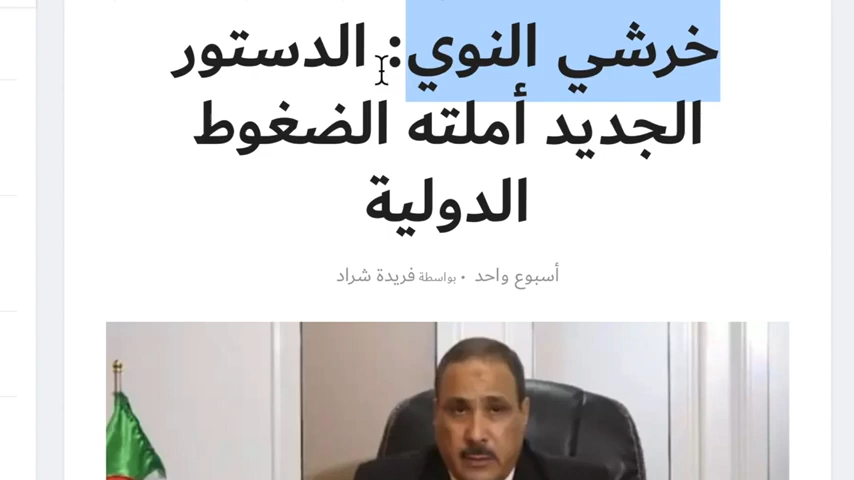 خرشي النوي: الدستور
الجديد أملته الضغوط
الدولية
أسبوع واحد • بواسطة فريدة شراد